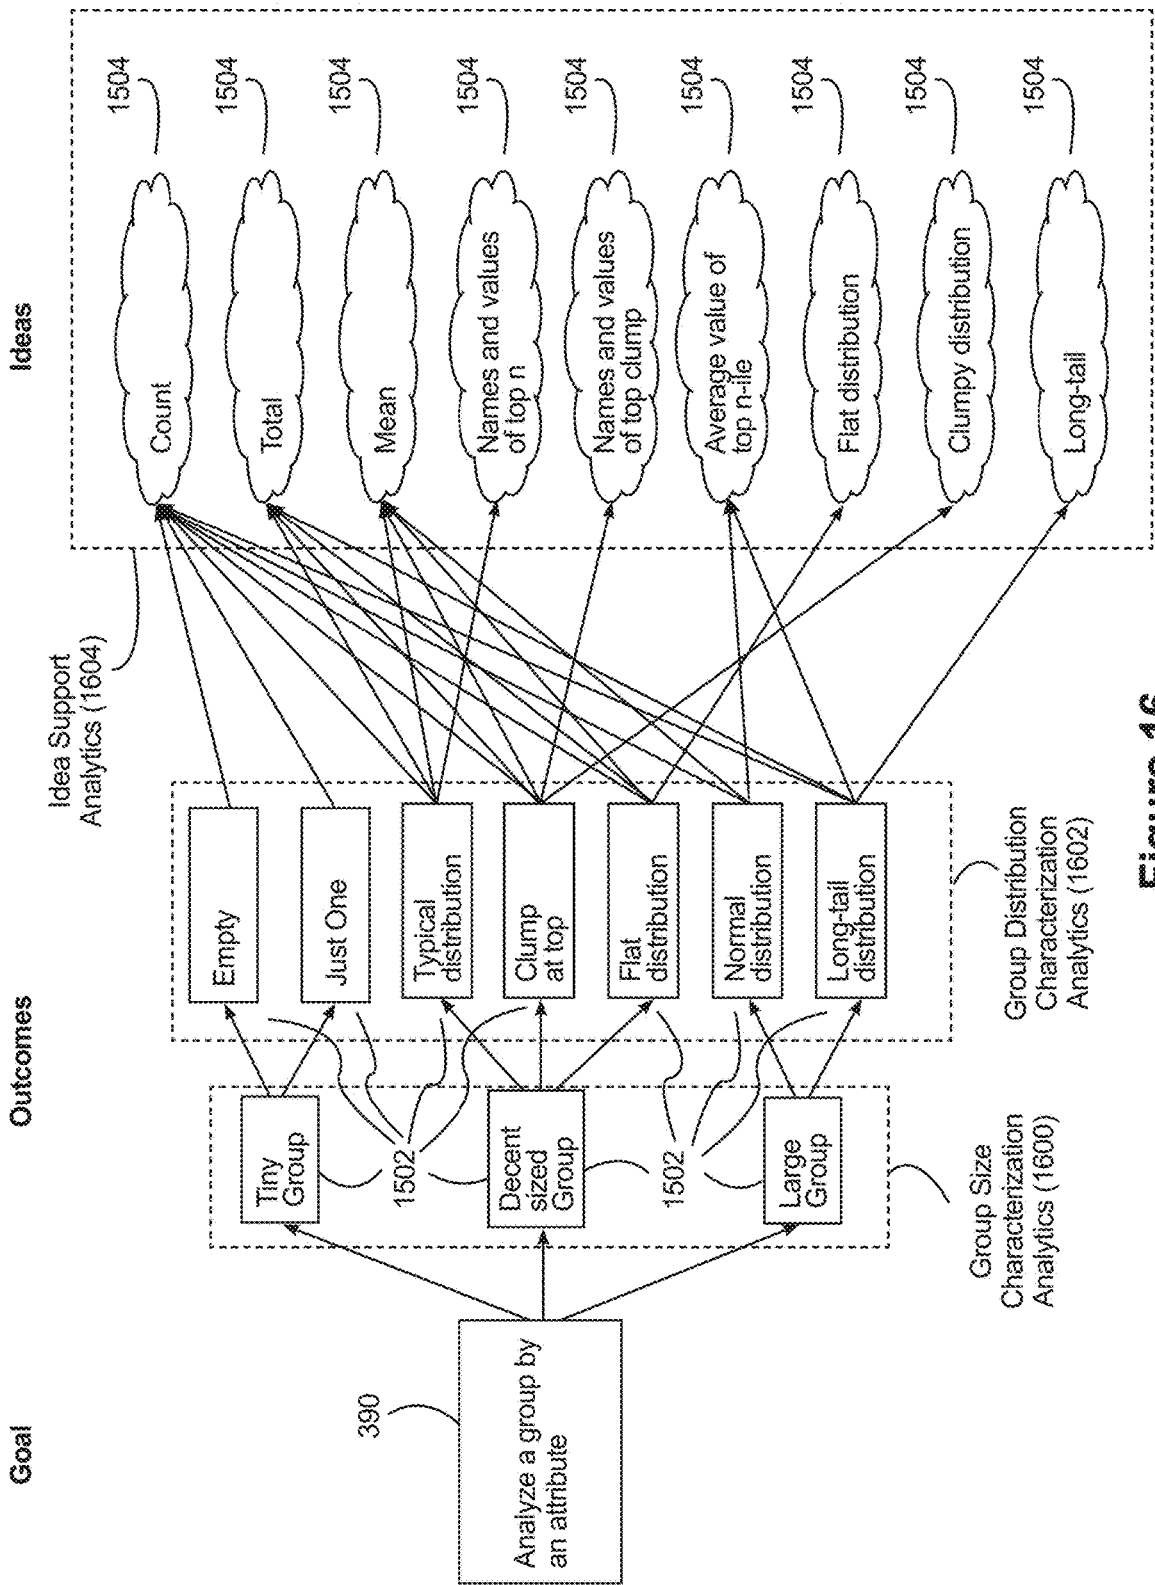 Goal
Outcomes
Ideas
390
Analyze a group by
an attribute
Tiny
Group
Decent
sized
Group
Large
Group
1502
1502
Group Size
Characterization
Analytics (1600)
Empty
Just One
Typical
distribution
Clump
at top
Flat
distribution
Normal
distribution
Long-tail
distribution
Group Distribution
Characterization
Analytics (1602)
Idea Support
Analytics (1604)
Count
1504
Total
1504
Mean
1504
Names and values
of top n
1504
Names and values
of top clump
1504
Average value of
top n-ile
1504
Flat distribution
1504
Clumpy distribution
1504
Long-tail
1504
Figure 16